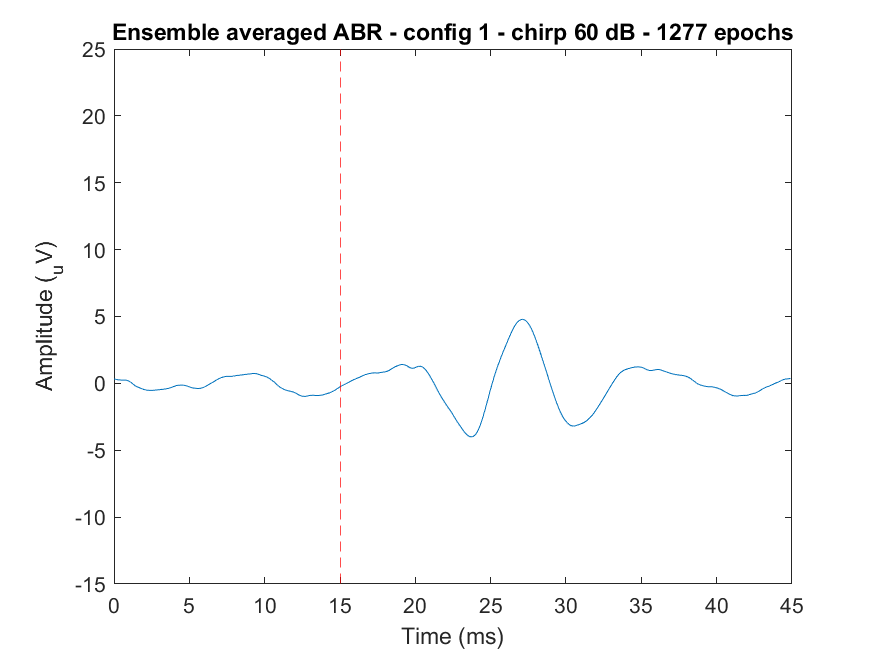 Ensemble averaged ABR - config 1 - chirp 60 dB - 1277 epochs
25
20
15
10
5
0
-5
-10
-15
Amplitude (_uV)
0 5 10 15 20 25 30 35 40 45
Time (ms)